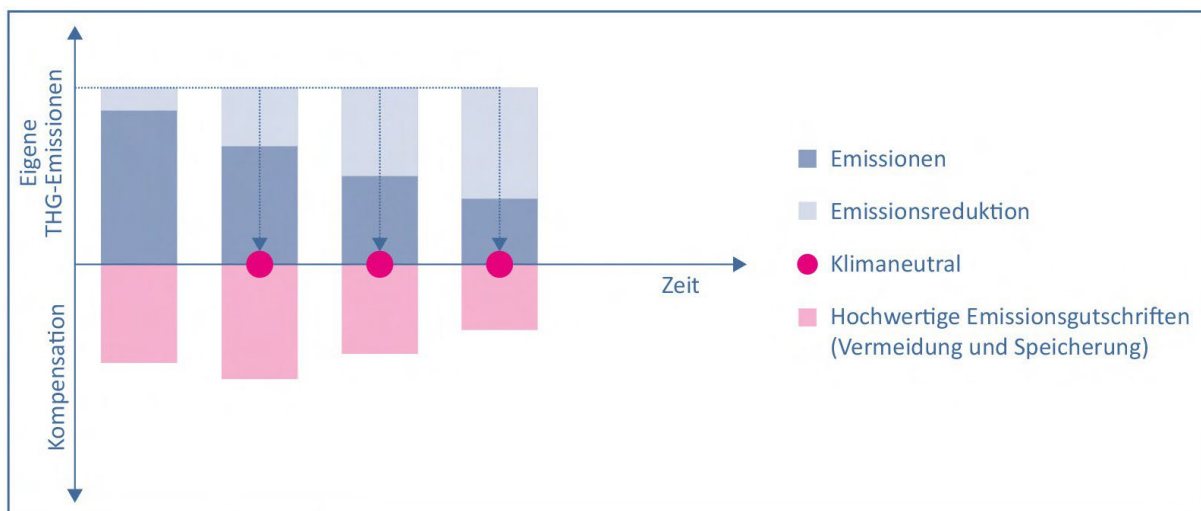 Eigene
THG-Emissionen
Kompensation
Zeit
Emissionen
Emissionsreduktion
Klimaneutral
Hochwertige Emissionsgutschriften
(Vermeidung und Speicherung)